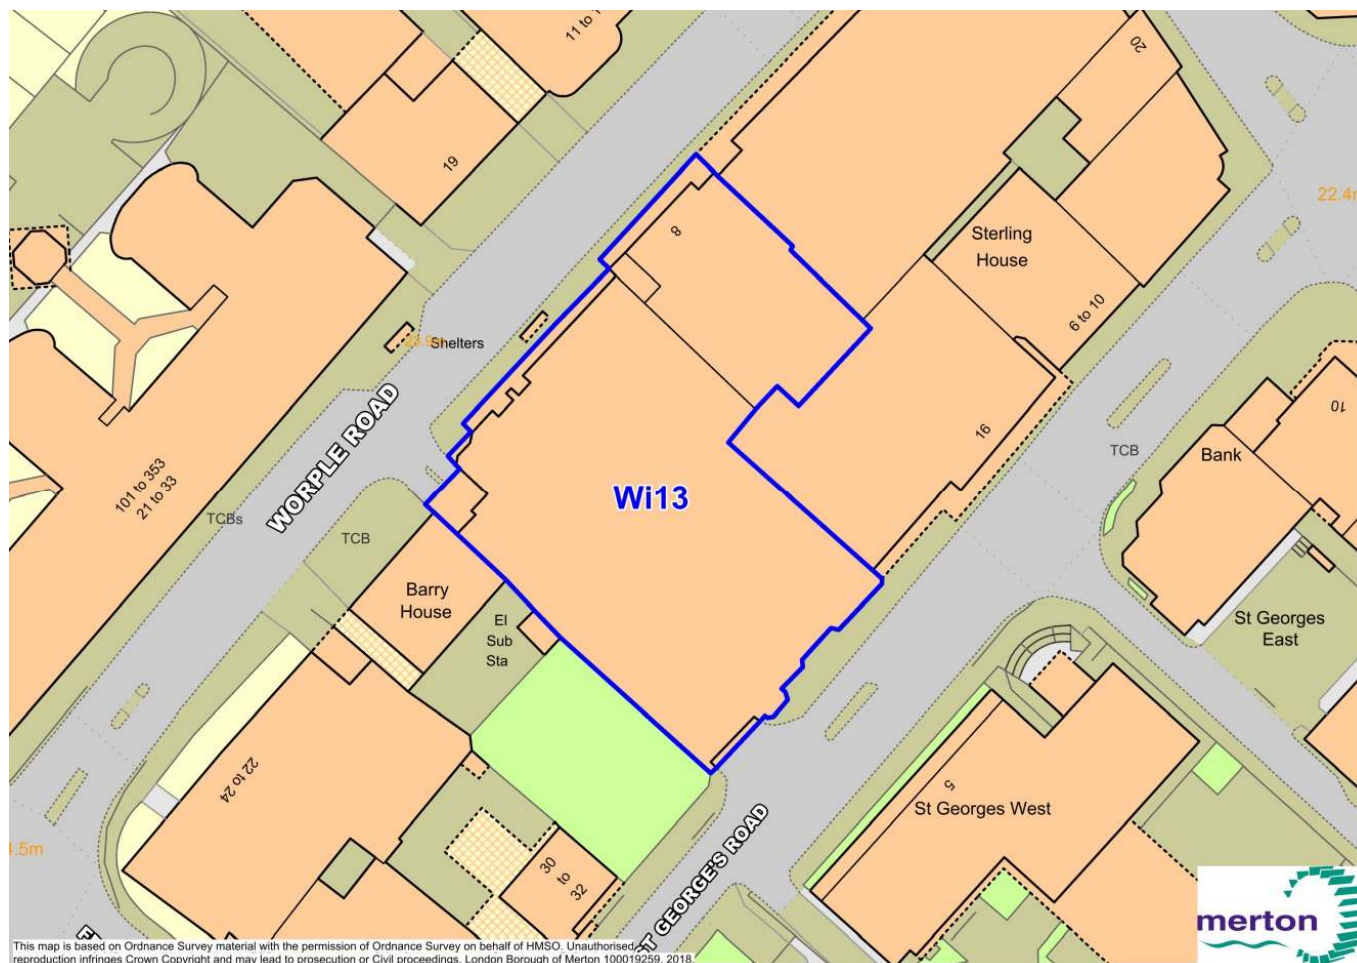 11 to 1
20
19
8
22.4m
Sterling
House
6 to 10
Shelters
16
10
Bank
TCB
WORPLE ROAD
101 to 353
21 to 33
TCBs
Wi13
TCB
Barry
House
El
Sub
Sta
St Georges
East
22 to 24
5
St Georges West
4.5m
30
to
32
ST GEORGE'S ROAD
merton
This map is based on Ordnance Survey material with the permission of Ordnance Survey on behalf of HMSO. Unauthorised
reproduction infringes Crown Copyright and may lead to prosecution or Civil proceedings. London Borough of Merton 100019259. 2018.